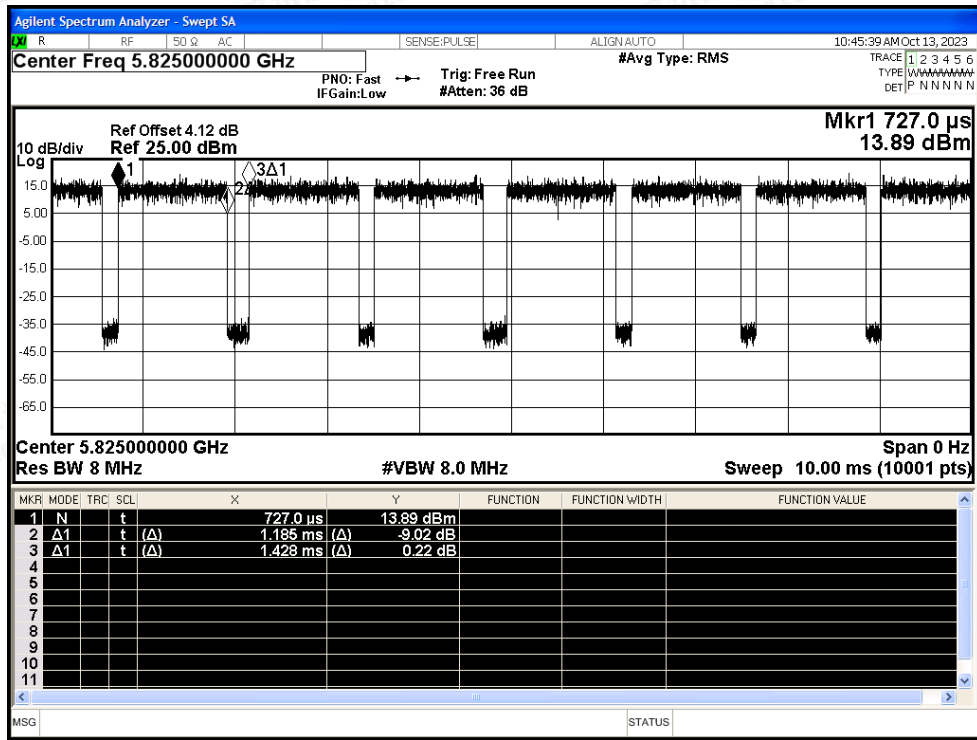 Agilent Spectrum Analyzer - Swept SA
LXI R RF 50 Ω AC SENSE:PULSE ALIGN AUTO 10:45:39 AM Oct 13, 2023
Center Freq 5.825000000 GHz #Avg Type: RMS TRACE 1 2 3 4 5 6
PNO: Fast Trig: Free Run TYPE
IFGain:Low #Atten: 36 dB DET P N N N N N
Mkr1 727.0 µs
Ref Offset 4.12 dB
10 dB/div Ref 25.00 dBm 13.89 dBm
Log
1 3Δ1
15.0
5.00
-5.00
-15.0
-25.0
-35.0
-45.0
-55.0
-65.0
Center 5.825000000 GHz Span 0 Hz
Res BW 8 MHz #VBW 8.0 MHz Sweep 10.00 ms (10001 pts)
MKR MODE TRC SCL X Y FUNCTION FUNCTION WIDTH FUNCTION VALUE
1 N t 727.0 µs 13.89 dBm
2 Δ1 t (Δ) 1.185 ms (Δ) -9.02 dB
3 Δ1 t (Δ) 1.428 ms (Δ) 0.22 dB
4
5
6
7
8
9
10
11
MSG STATUS